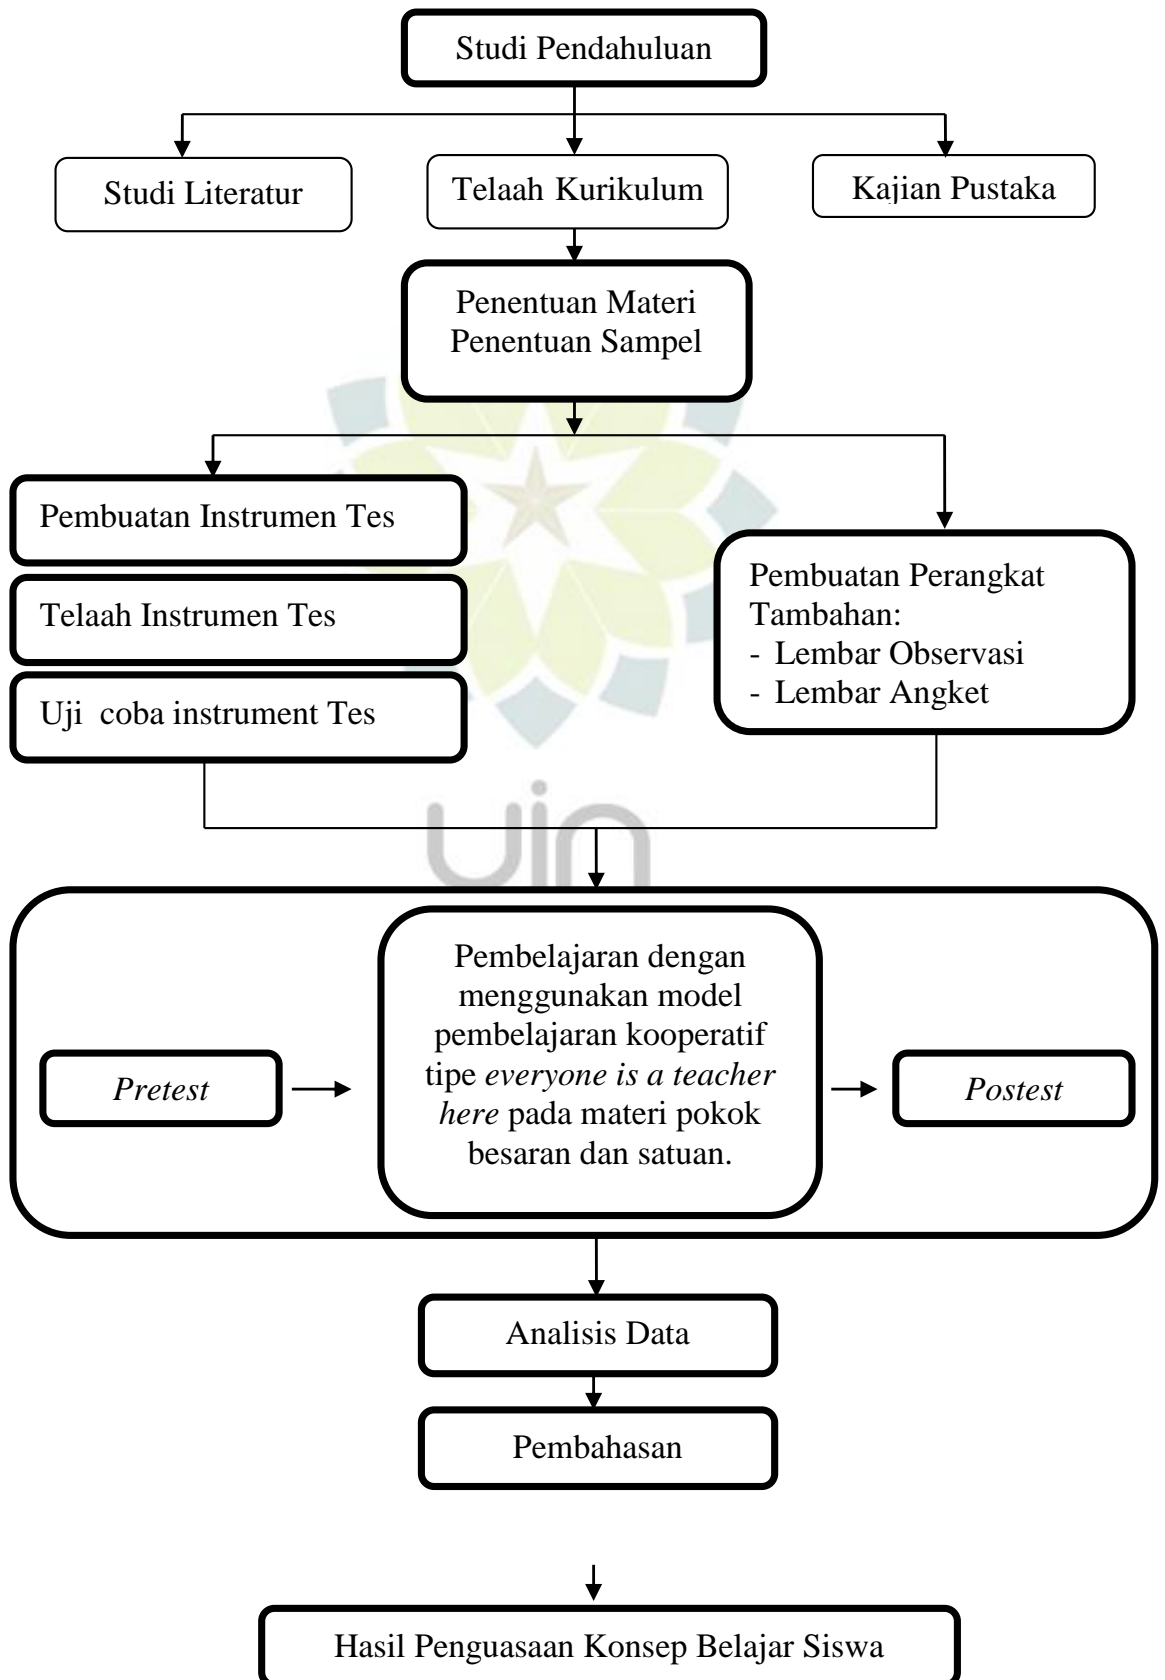 Studi Pendahuluan
Studi Literatur
Telaah Kurikulum
Kajian Pustaka
Penentuan Materi
Penentuan Sampel
Pembuatan Instrumen Tes
Telaah Instrumen Tes
Uji coba instrument Tes
Pembuatan Perangkat
Tambahan:
- Lembar Observasi
- Lembar Angket
uin
Pretest
Pembelajaran dengan
menggunakan model
pembelajaran kooperatif
tipe everyone is a teacher
here pada materi pokok
besaran dan satuan.
Postest
Analisis Data
Pembahasan
Hasil Penguasaan Konsep Belajar Siswa